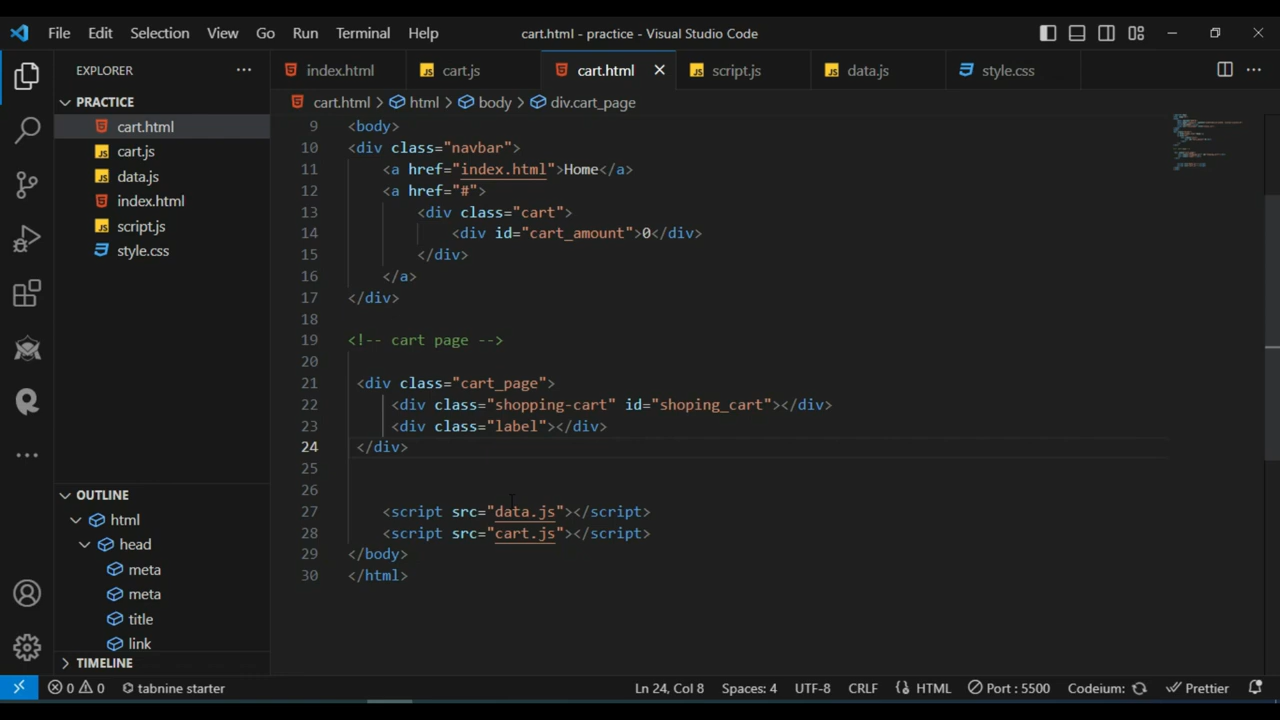 File Edit Selection View Go Run Terminal Help cart.html - practice - Visual Studio Code
EXPLORER
index.html cart.js cart.html script.js data.js style.css
cart.html > html > body > div.cart_page
PRACTICE
cart.html
cart.js
data.js
index.html
script.js
style.css
9 <body>
10 <div class="navbar">
11 <a href="index.html">Home</a>
12 <a href="#">
13 <div class="cart">
14 <div id="cart_amount">0</div>
15 </div>
16 </a>
17 </div>
18
19 <!-- cart page -->
20
21 <div class="cart_page">
22 <div class="shopping-cart" id="shoping_cart"></div>
23 <div class="label"></div>
24 </div>
25
26
27 <script src="data.js"></script>
28 <script src="cart.js"></script>
29 </body>
30 </html>
OUTLINE
html
head
meta
meta
title
link
TIMELINE
0 0 tabnine starter Ln 24, Col 8 Spaces: 4 UTF-8 CRLF HTML Port : 5500 Codeium: Prettier